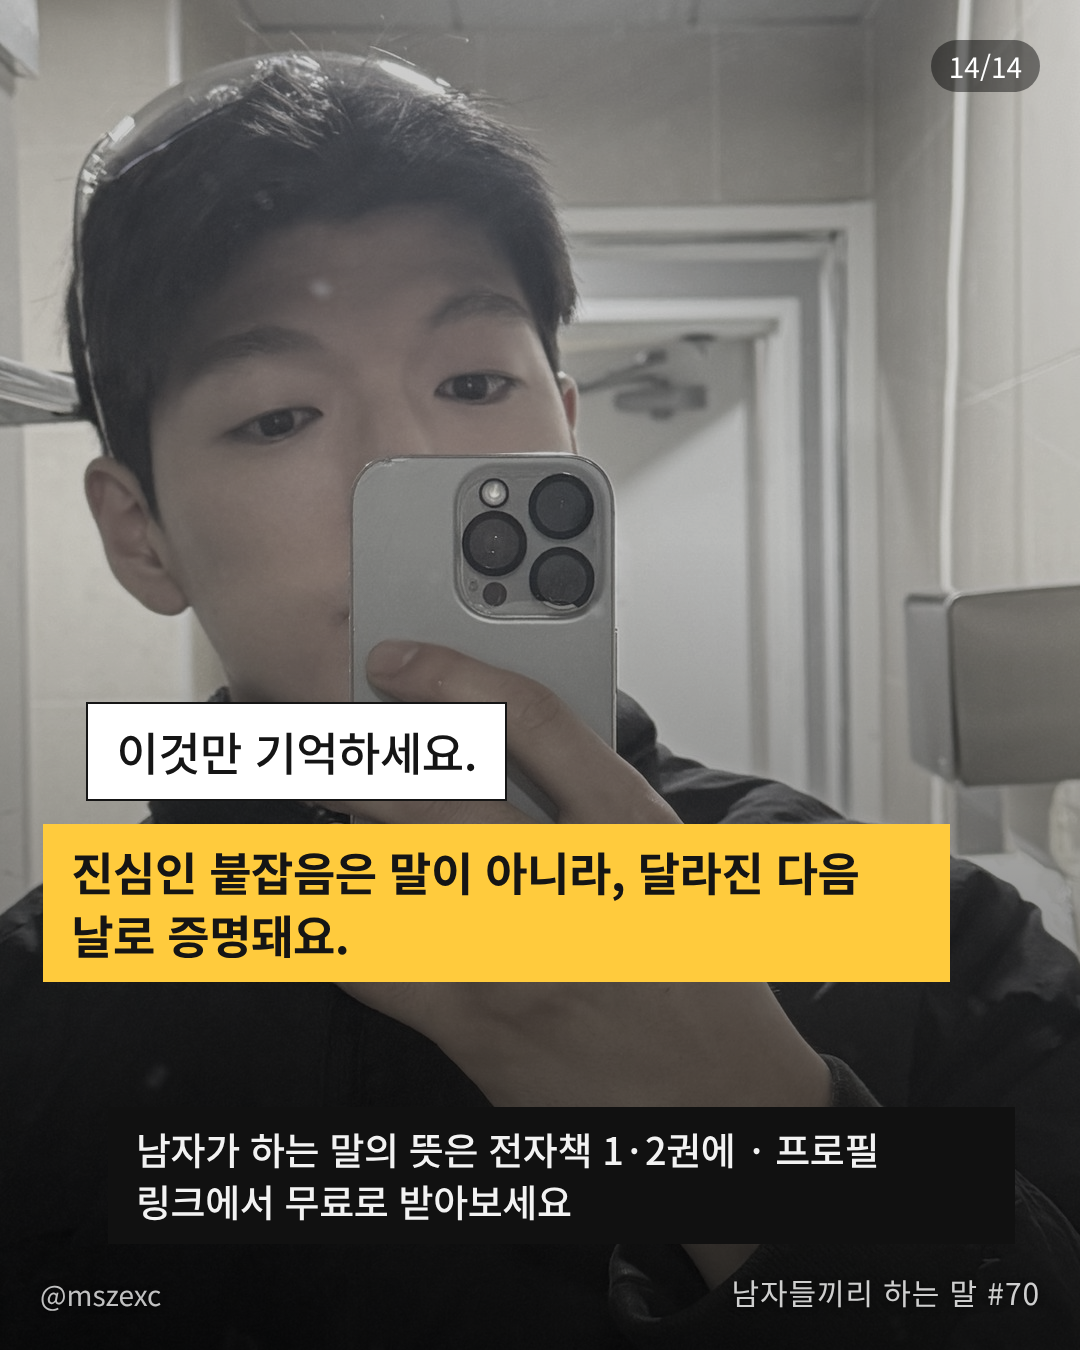 14/14
이것만 기억하세요.
진심인 붙잡음은 말이 아니라, 달라진 다음
날로 증명돼요.
남자가 하는 말의 뜻은 전자책 1·2권에 · 프로필
링크에서 무료로 받아보세요
@mszexc
남자들끼리 하는 말 #70